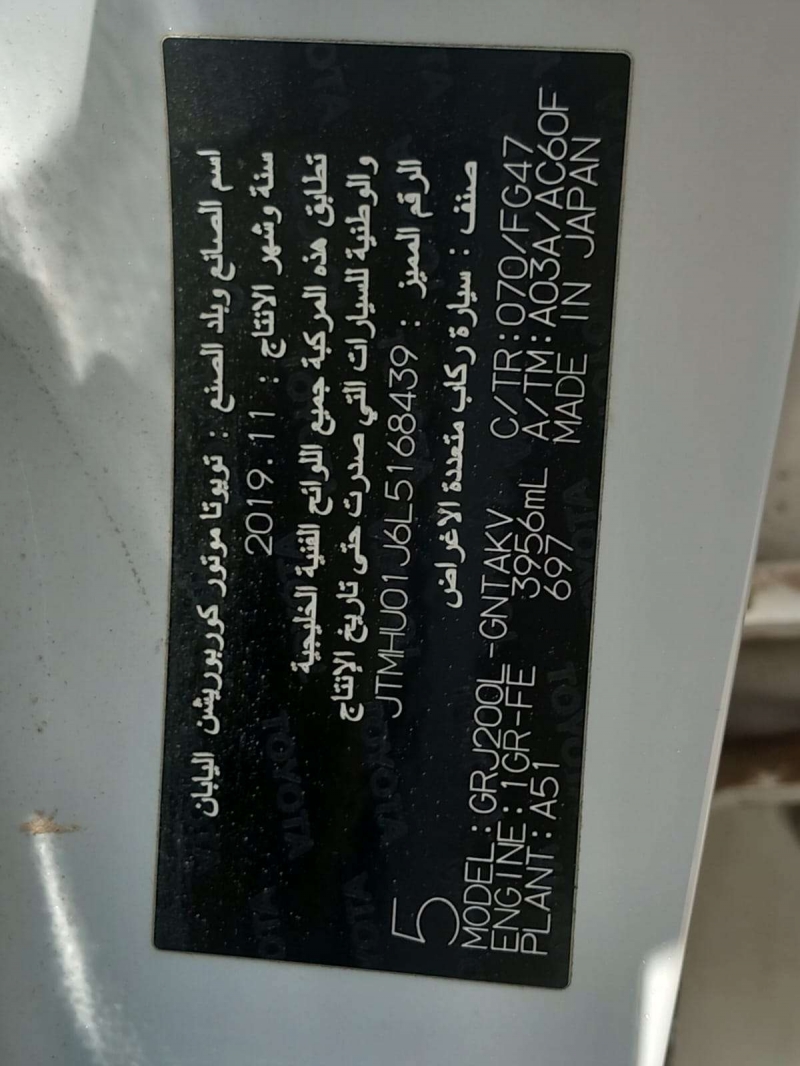 اسم الصانع وبلد الصنع : تويوتا موتور كوربوريشن اليابان
سنة وشهر الانتاج : 2019.11
تطابق هذه المركبة جميع اللوائح الفنية الخليجية
والوطنية للسيارات التي صدرت حتى تاريخ الإنتاج
الرقم المميز : JTMHU01J6L5168439
صنف : سيارة ركاب متعددة الاغراض
5
MODEL:GRJ200L-GNTAKV C/TR:070/FG47
ENGINE:1GR-FE 3956mL A/TM:A03A/AC60F
PLANT:A51 697 MADE IN JAPAN